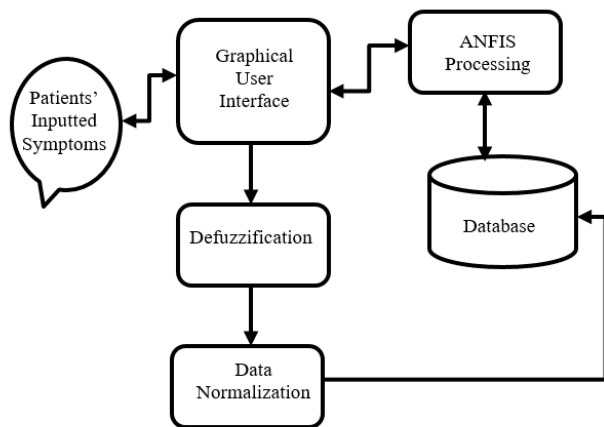 Patients'
Inputted
Symptoms
Graphical
User
Interface
ANFIS
Processing
Defuzzification
Database
Data
Normalization